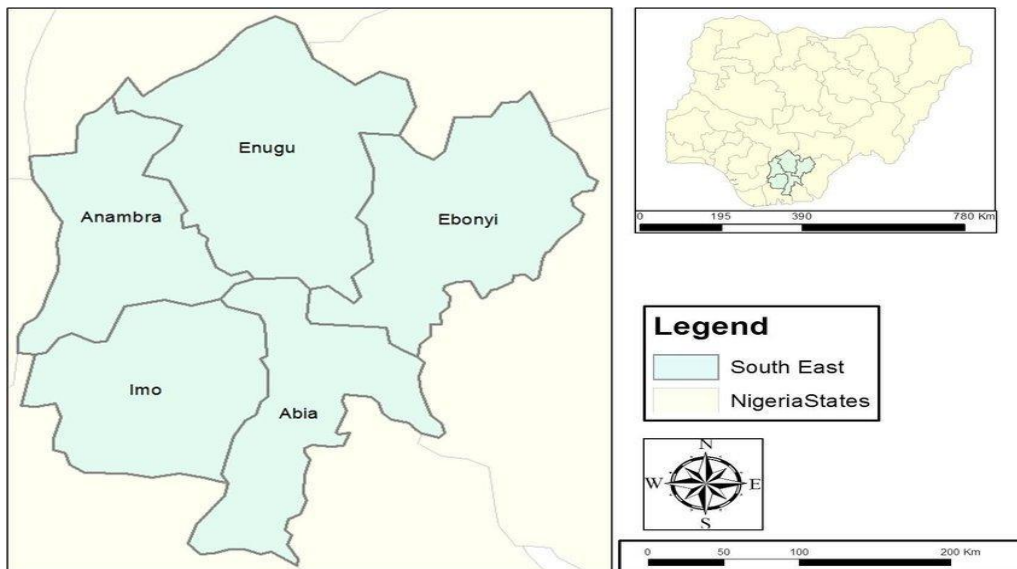 Enugu
Anambra
Ebonyi
Imo
Abia
0 195 390 780 Km
Legend
South East
NigeriaStates
N
W E
S
0 50 100 200 Km